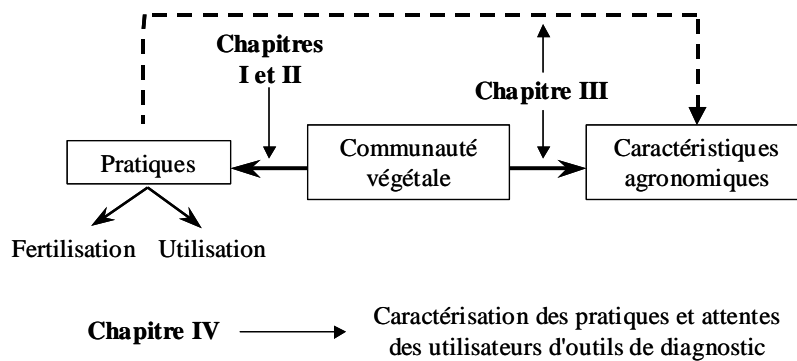 Chapitres
I et II
Chapitre III
Pratiques
Communauté
végétale
Caractéristiques
agronomiques
Fertilisation
Utilisation
Chapitre IV
Caractérisation des pratiques et attentes
des utilisateurs d'outils de diagnostic